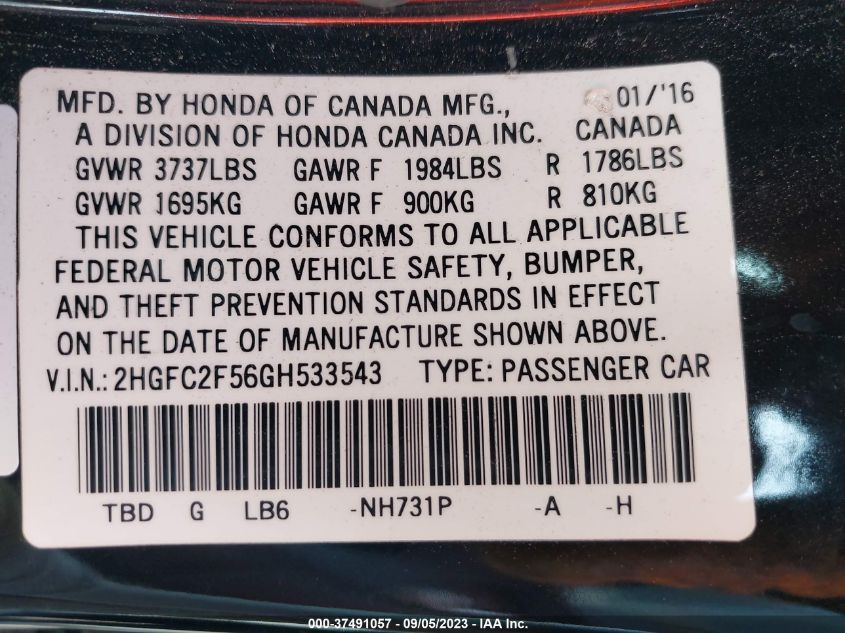 MFD. BY HONDA OF CANADA MFG., 01/'16
A DIVISION OF HONDA CANADA INC. CANADA
GVWR 3737LBS GAWR F 1984LBS R 1786LBS
GVWR 1695KG GAWR F 900KG R 810KG
THIS VEHICLE CONFORMS TO ALL APPLICABLE
FEDERAL MOTOR VEHICLE SAFETY, BUMPER,
AND THEFT PREVENTION STANDARDS IN EFFECT
ON THE DATE OF MANUFACTURE SHOWN ABOVE.
V.I.N.: 2HGFC2F56GH533543 TYPE: PASSENGER CAR
TBD G LB6 -NH731P -A -H
000-37491057 - 09/05/2023 - IAA Inc.